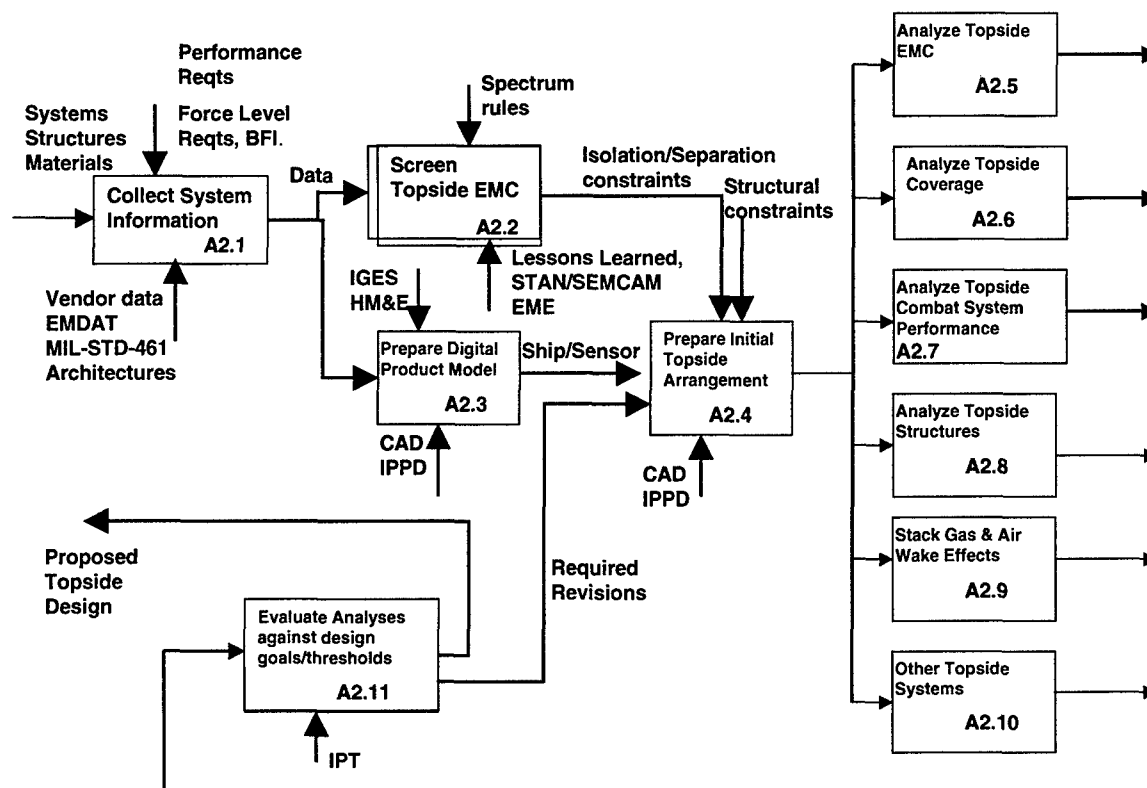 Performance
Reqts
Force Level
Reqts, BFI.
Systems
Structures
Materials
Collect System
Information
A2.1
Vendor data
EMDAT
MIL-STD-461
Architectures
Data
Spectrum
rules
Screen
Topside EMC
A2.2
Lessons Learned,
STAN/SEMCAM
EME
Isolation/Separation
constraints
Structural
constraints
IGES
HM&E
Prepare Digital
Product Model
A2.3
CAD
IPPD
Ship/Sensor
Prepare Initial
Topside
Arrangement
A2.4
CAD
IPPD
Analyze Topside
EMC
A2.5
Analyze Topside
Coverage
A2.6
Analyze Topside
Combat System
Performance
A2.7
Analyze Topside
Structures
A2.8
Stack Gas & Air
Wake Effects
A2.9
Other Topside
Systems
A2.10
Proposed
Topside
Design
Evaluate Analyses
against design
goals/thresholds
A2.11
IPT
Required
Revisions